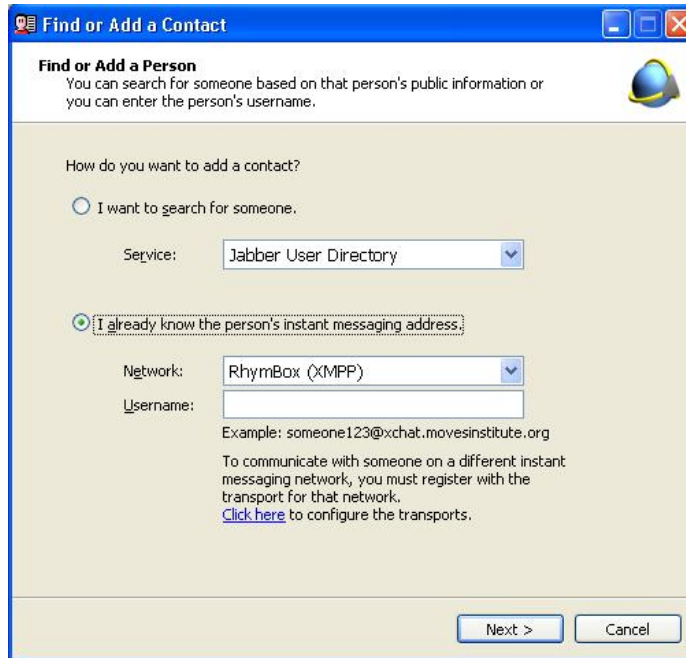 Find or Add a Contact
Find or Add a Person
You can search for someone based on that person's public information or
you can enter the person's username.
How do you want to add a contact?
I want to search for someone.
Service: Jabber User Directory
I already know the person's instant messaging address.
Network: RhymBox (XMPP)
Username:
Example: someone123@xchat.movesinstitute.org
To communicate with someone on a different instant
messaging network, you must register with the
transport for that network.
Click here to configure the transports.
Next > Cancel